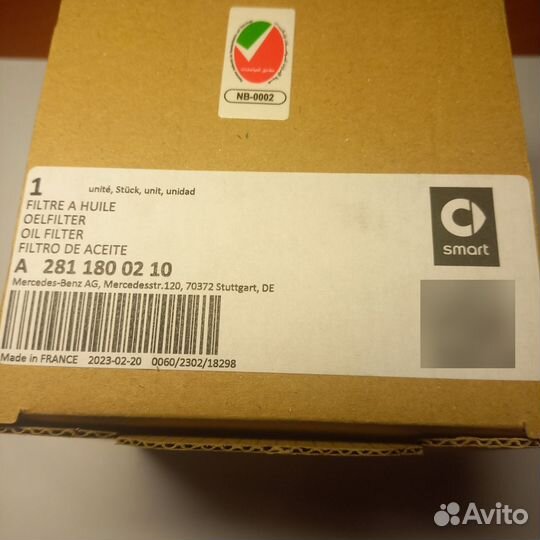 NB-0002
1 unité, Stück, unit, unidad
FILTRE A HUILE
OELFILTER
OIL FILTER
FILTRO DE ACEITE
A 281 180 02 10
Mercedes-Benz AG, Mercedesstr.120, 70372 Stuttgart, DE
Made in FRANCE 2023-02-20 0060/2302/18298
smart
Avito